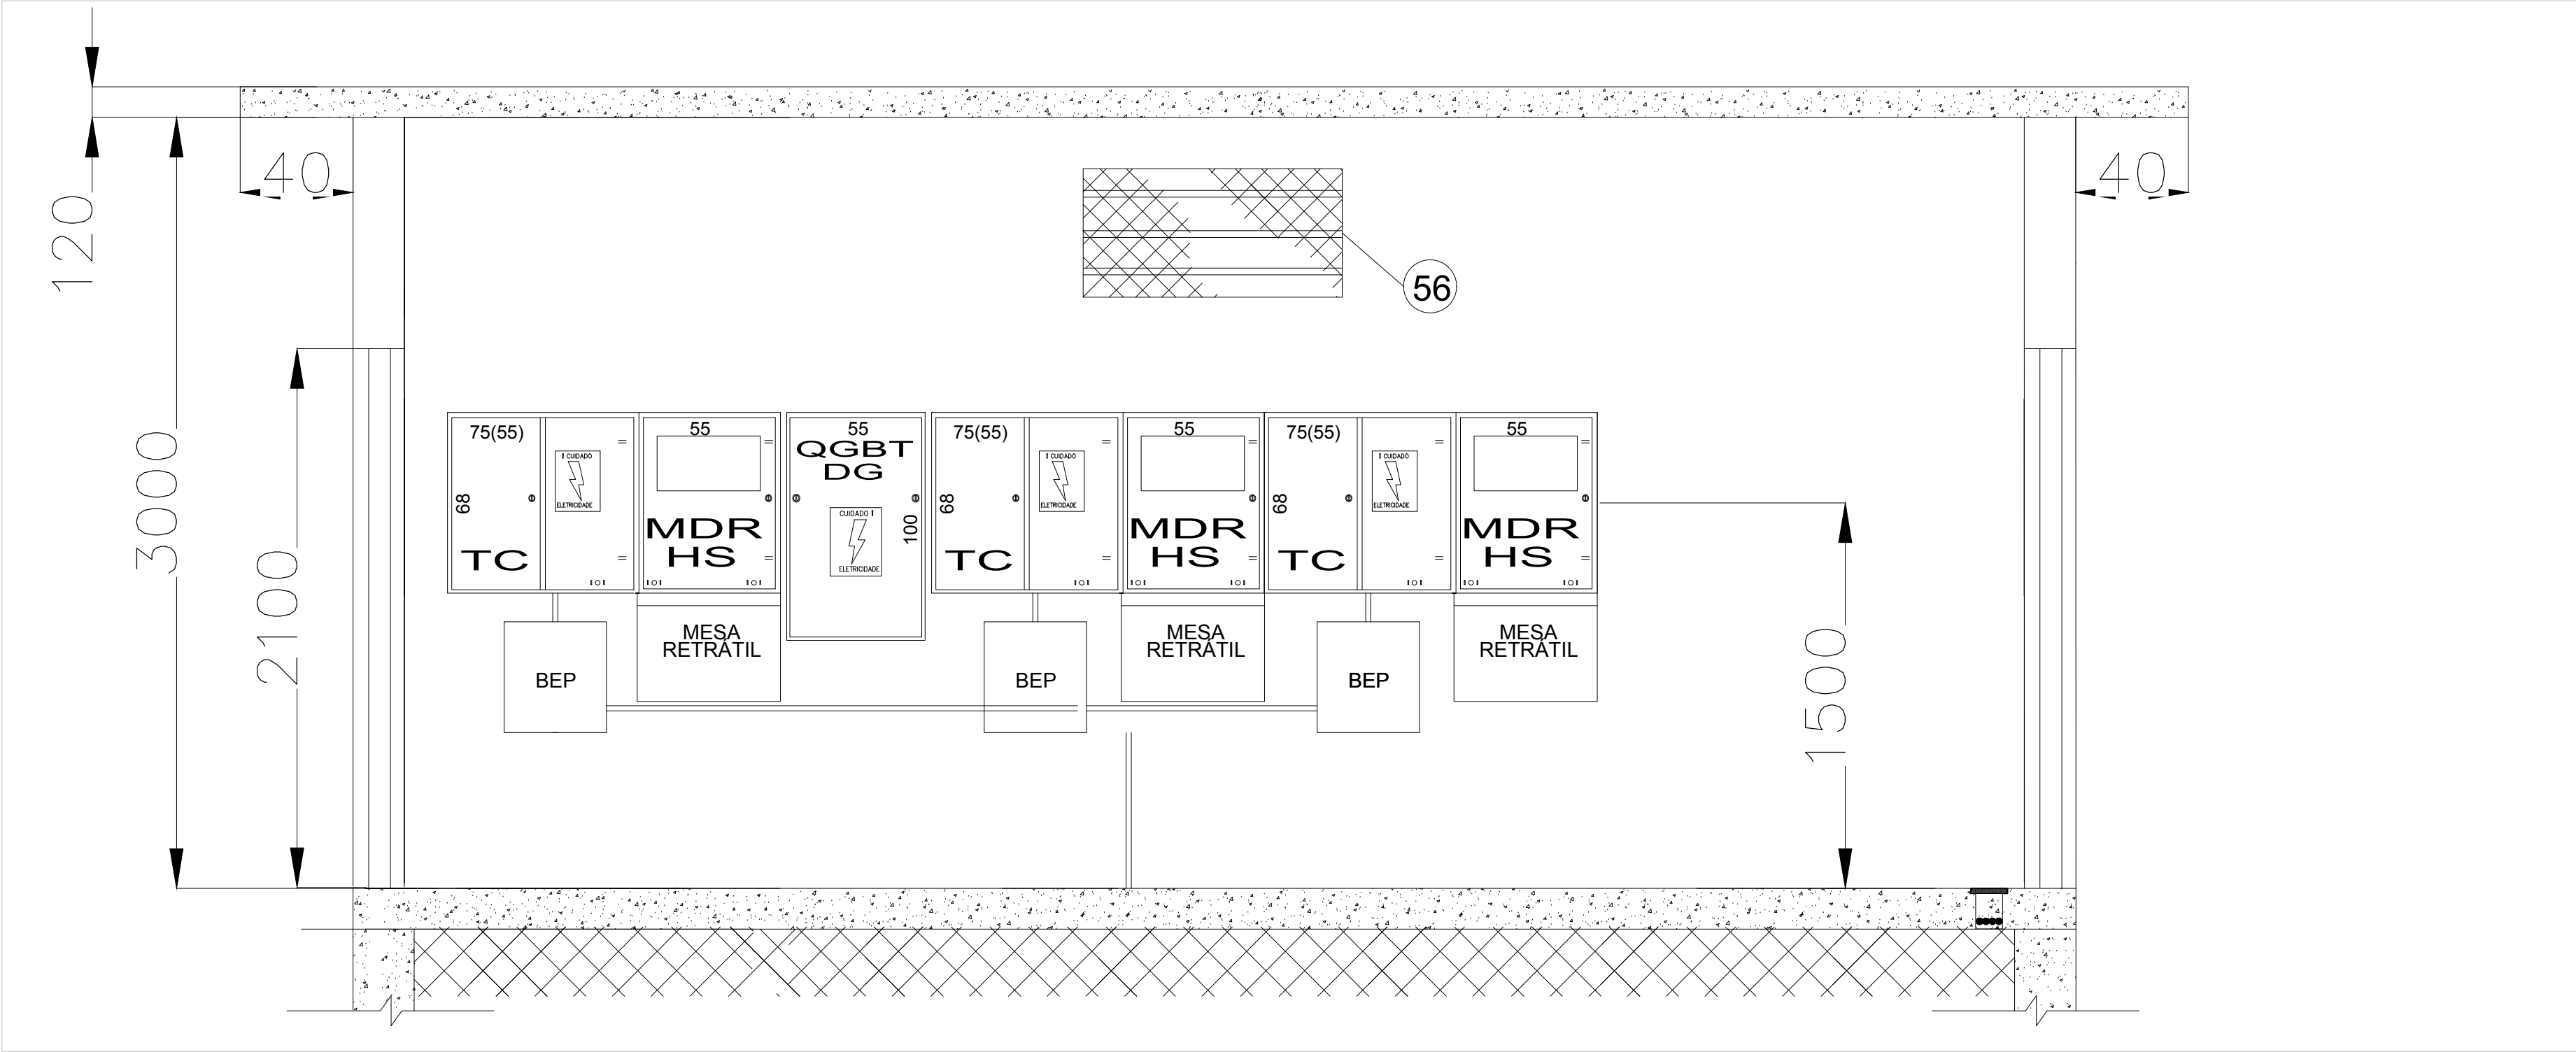 120
3000
2100
40
40
56
75(55)
68
TC
! CUIDADO
ELETRICIDADE
55
MDR
HS
55
QGBT
DG
100
CUIDADO !
ELETRICIDADE
75(55)
68
TC
! CUIDADO
ELETRICIDADE
55
MDR
HS
75(55)
68
TC
! CUIDADO
ELETRICIDADE
55
MDR
HS
BEP
MESA
RETRÁTIL
BEP
MESA
RETRÁTIL
BEP
MESA
RETRÁTIL
1500